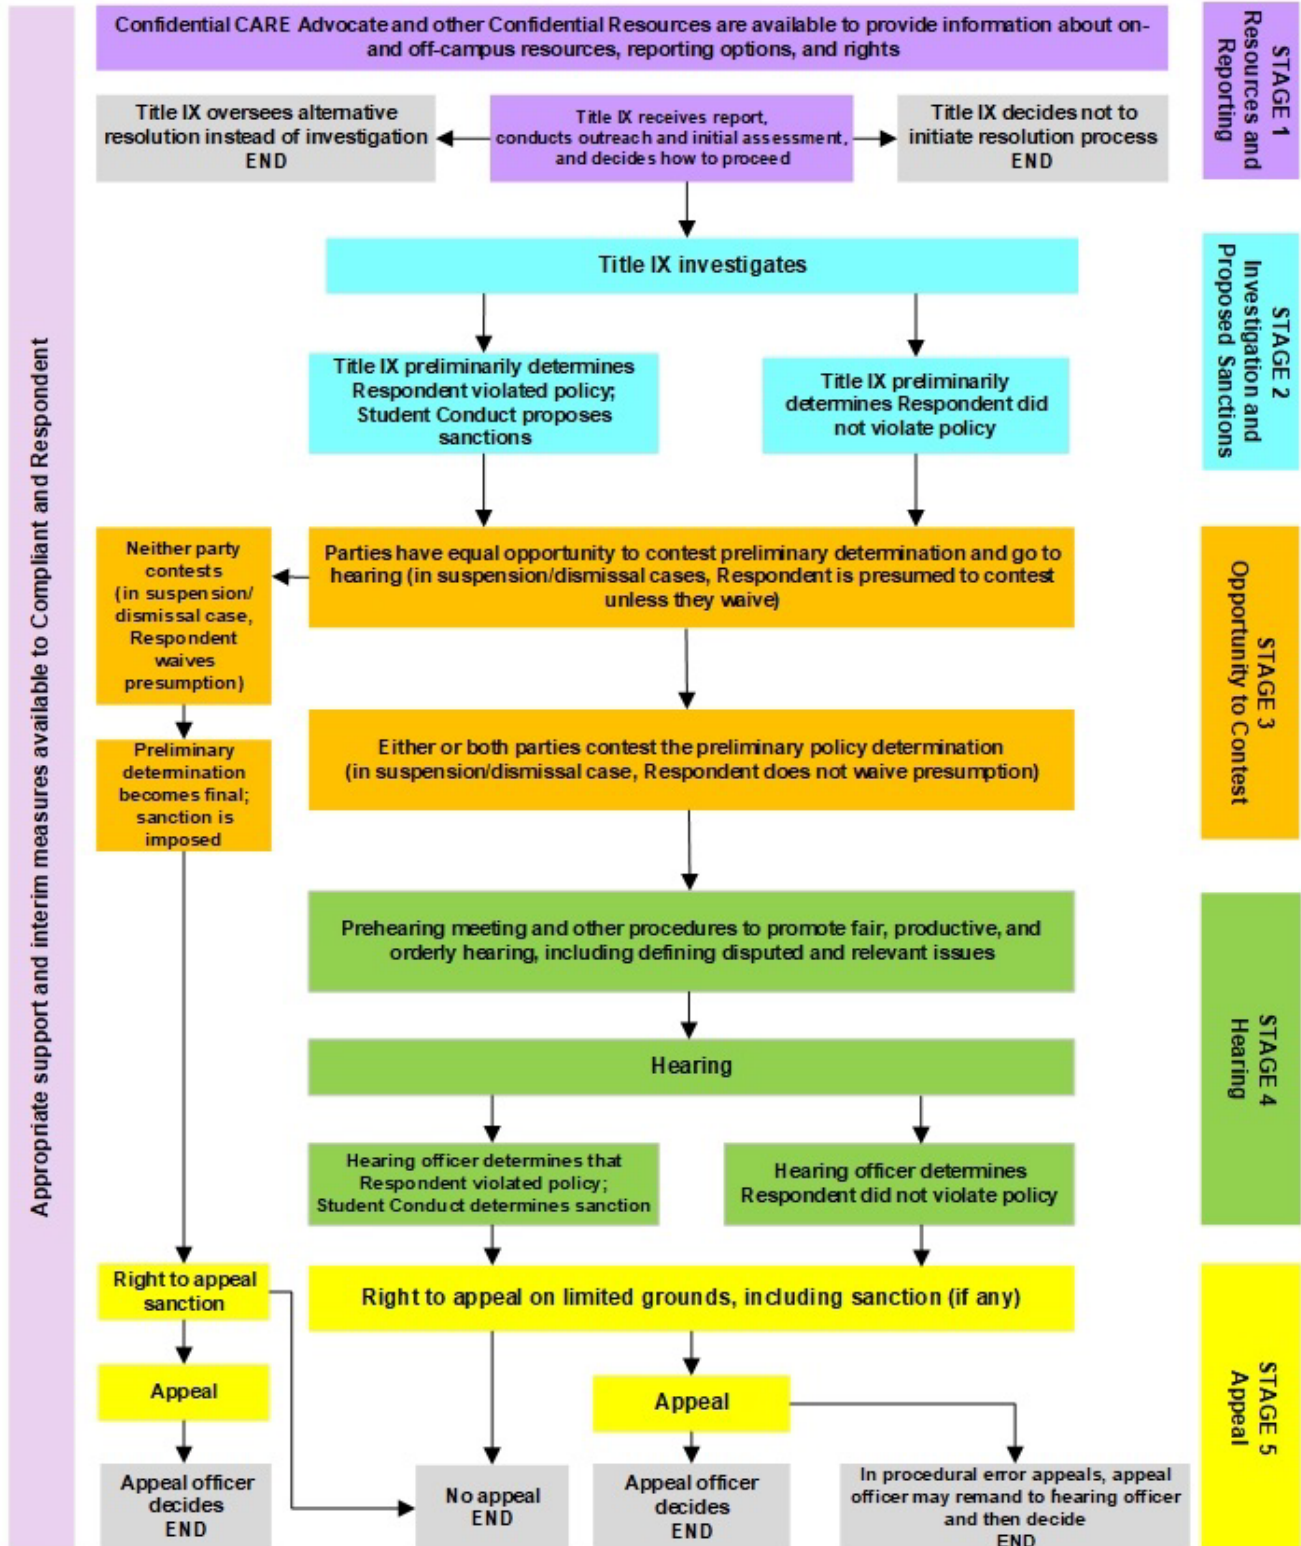 Confidential CARE Advocate and other Confidential Resources are available to provide information about on-
and off-campus resources, reporting options, and rights
STAGE 1
Resources and
Reporting
Title IX oversees alternative
resolution instead of investigation
END
Title IX receives report,
conducts outreach and initial assessment,
and decides how to proceed
Title IX decides not to
initiate resolution process
END
Appropriate support and interim measures available to Compliant and Respondent
Title IX investigates
STAGE 2
Investigation and
Proposed Sanctions
Title IX preliminarily determines
Respondent violated policy;
Student Conduct proposes
sanctions
Title IX preliminarily
determines Respondent did
not violate policy
Neither party
contests
(in suspension/
dismissal case,
Respondent
waives
presumption)
Parties have equal opportunity to contest preliminary determination and go to
hearing (in suspension/dismissal cases, Respondent is presumed to contest
unless they waive)
STAGE 3
Opportunity to Contest
Preliminary
determination
becomes final;
sanction is
imposed
Either or both parties contest the preliminary policy determination
(in suspension/dismissal case, Respondent does not waive presumption)
Prehearing meeting and other procedures to promote fair, productive, and
orderly hearing, including defining disputed and relevant issues
STAGE 4
Hearing
Hearing
Hearing officer determines that
Respondent violated policy;
Student Conduct determines sanction
Hearing officer determines
Respondent did not violate policy
Right to appeal
sanction
Right to appeal on limited grounds, including sanction (if any)
STAGE 5
Appeal
Appeal
Appeal
Appeal officer
decides
END
No appeal
END
Appeal officer
decides
END
In procedural error appeals, appeal
officer may remand to hearing officer
and then decide
END